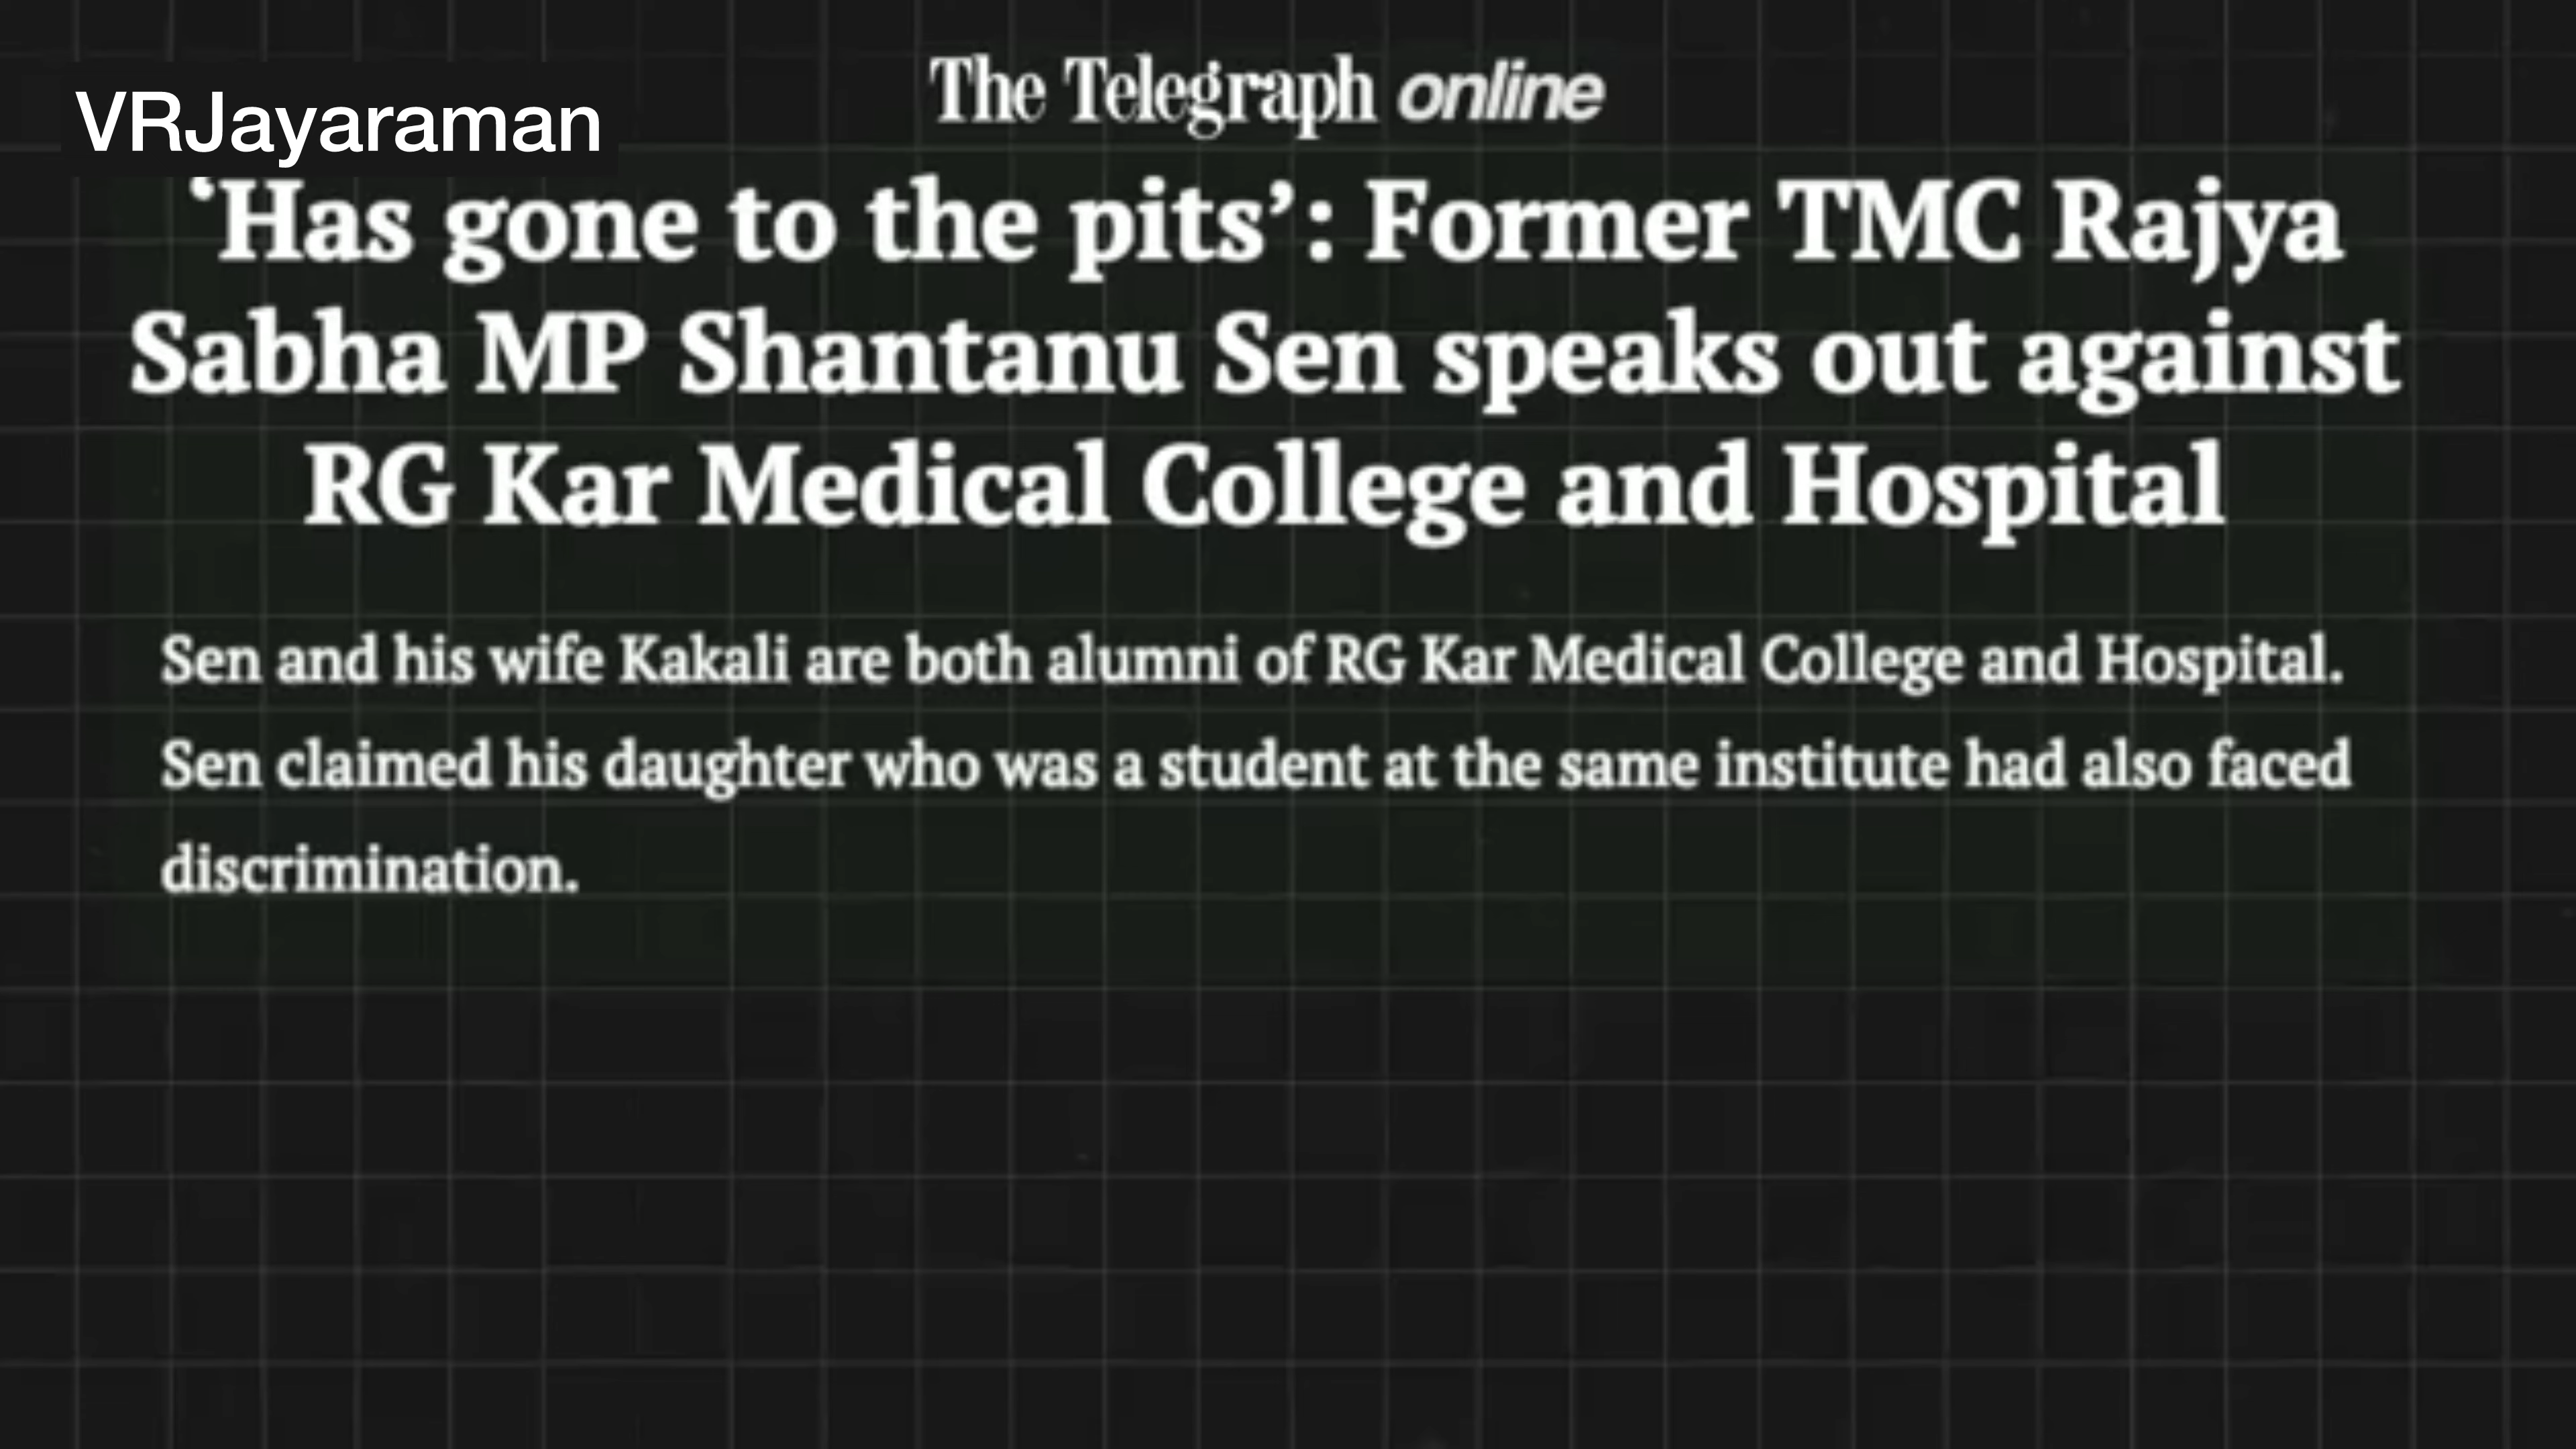 The Telegraph online
VRJayaraman
‘Has gone to the pits’: Former TMC Rajya
Sabha MP Shantanu Sen speaks out against
RG Kar Medical College and Hospital
Sen and his wife Kakali are both alumni of RG Kar Medical College and Hospital.
Sen claimed his daughter who was a student at the same institute had also faced
discrimination.